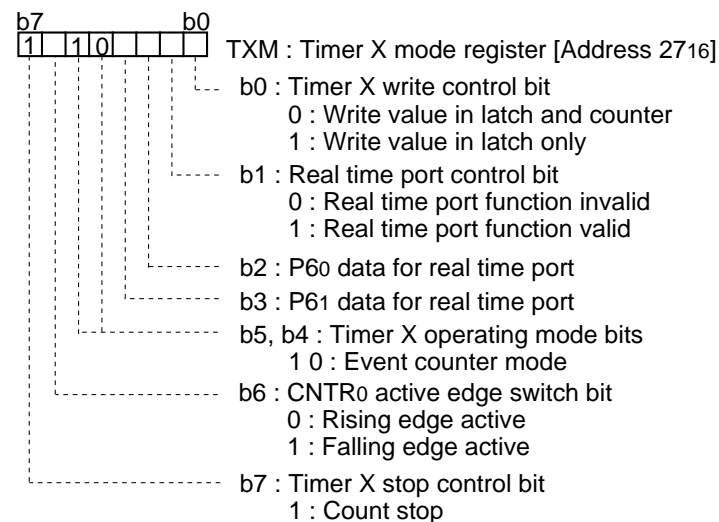 b7 b0
1 1 0 TXM : Timer X mode register [Address 2716]
b0 : Timer X write control bit
0 : Write value in latch and counter
1 : Write value in latch only
b1 : Real time port control bit
0 : Real time port function invalid
1 : Real time port function valid
b2 : P60 data for real time port
b3 : P61 data for real time port
b5, b4 : Timer X operating mode bits
1 0 : Event counter mode
b6 : CNTR0 active edge switch bit
0 : Rising edge active
1 : Falling edge active
b7 : Timer X stop control bit
1 : Count stop